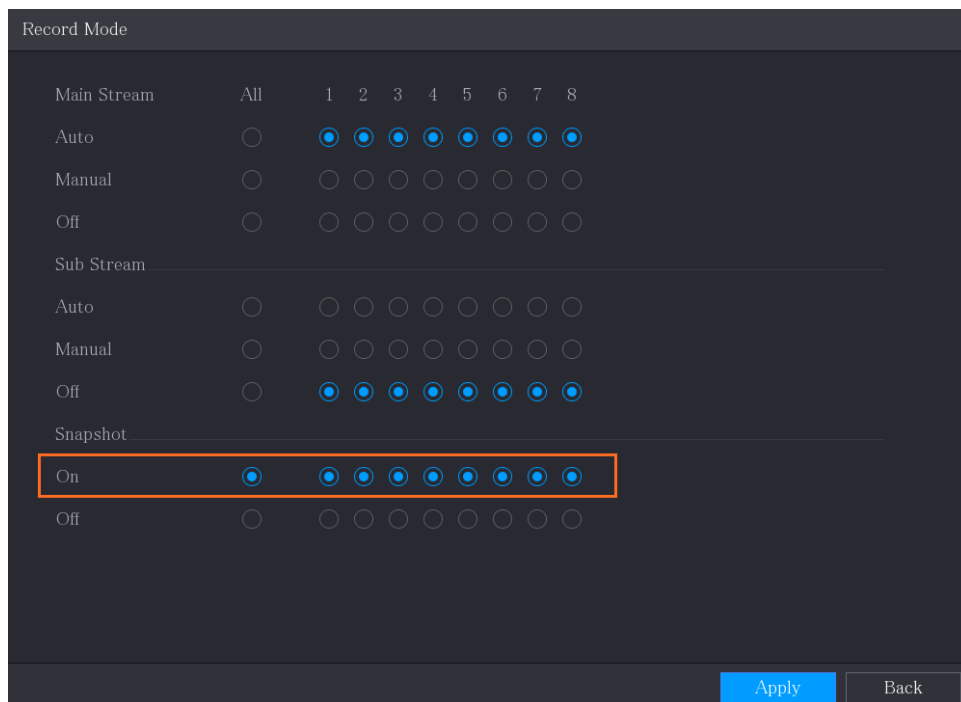 Record Mode
Main Stream All 1 2 3 4 5 6 7 8
Auto
Manual
Off
Sub Stream
Auto
Manual
Off
Snapshot
On
Off
Apply Back